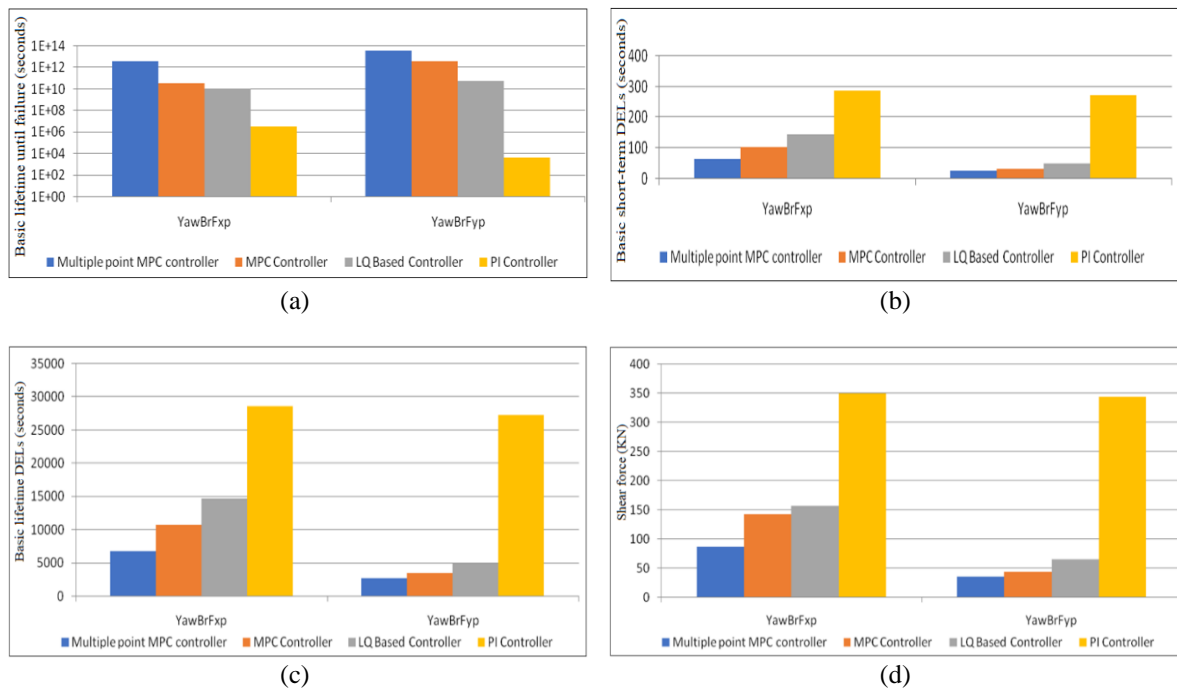 Basic lifetime until failure (seconds)
1E+14
1E+12
1E+10
1E+08
1E+06
1E+04
1E+02
1E+00
YawBrFxp
YawBrFyp
Multiple point MPC controller
MPC Controller
LQ Based Controller
PI Controller
(a)
Basic short-term DELs (seconds)
400
300
200
100
0
YawBrFxp
YawBrFyp
Multiple point MPC controller
MPC Controller
LQ Based Controller
PI Controller
(b)
Basic lifetime DELs (seconds)
35000
30000
25000
20000
15000
10000
5000
0
YawBrFxp
YawBrFyp
Multiple point MPC controller
MPC Controller
LQ Based Controller
PI Controller
(c)
Shear force (KN)
400
350
300
250
200
150
100
50
0
YawBrFxp
YawBrFyp
Multiple point MPC controller
MPC Controller
LQ Based Controller
PI Controller
(d)